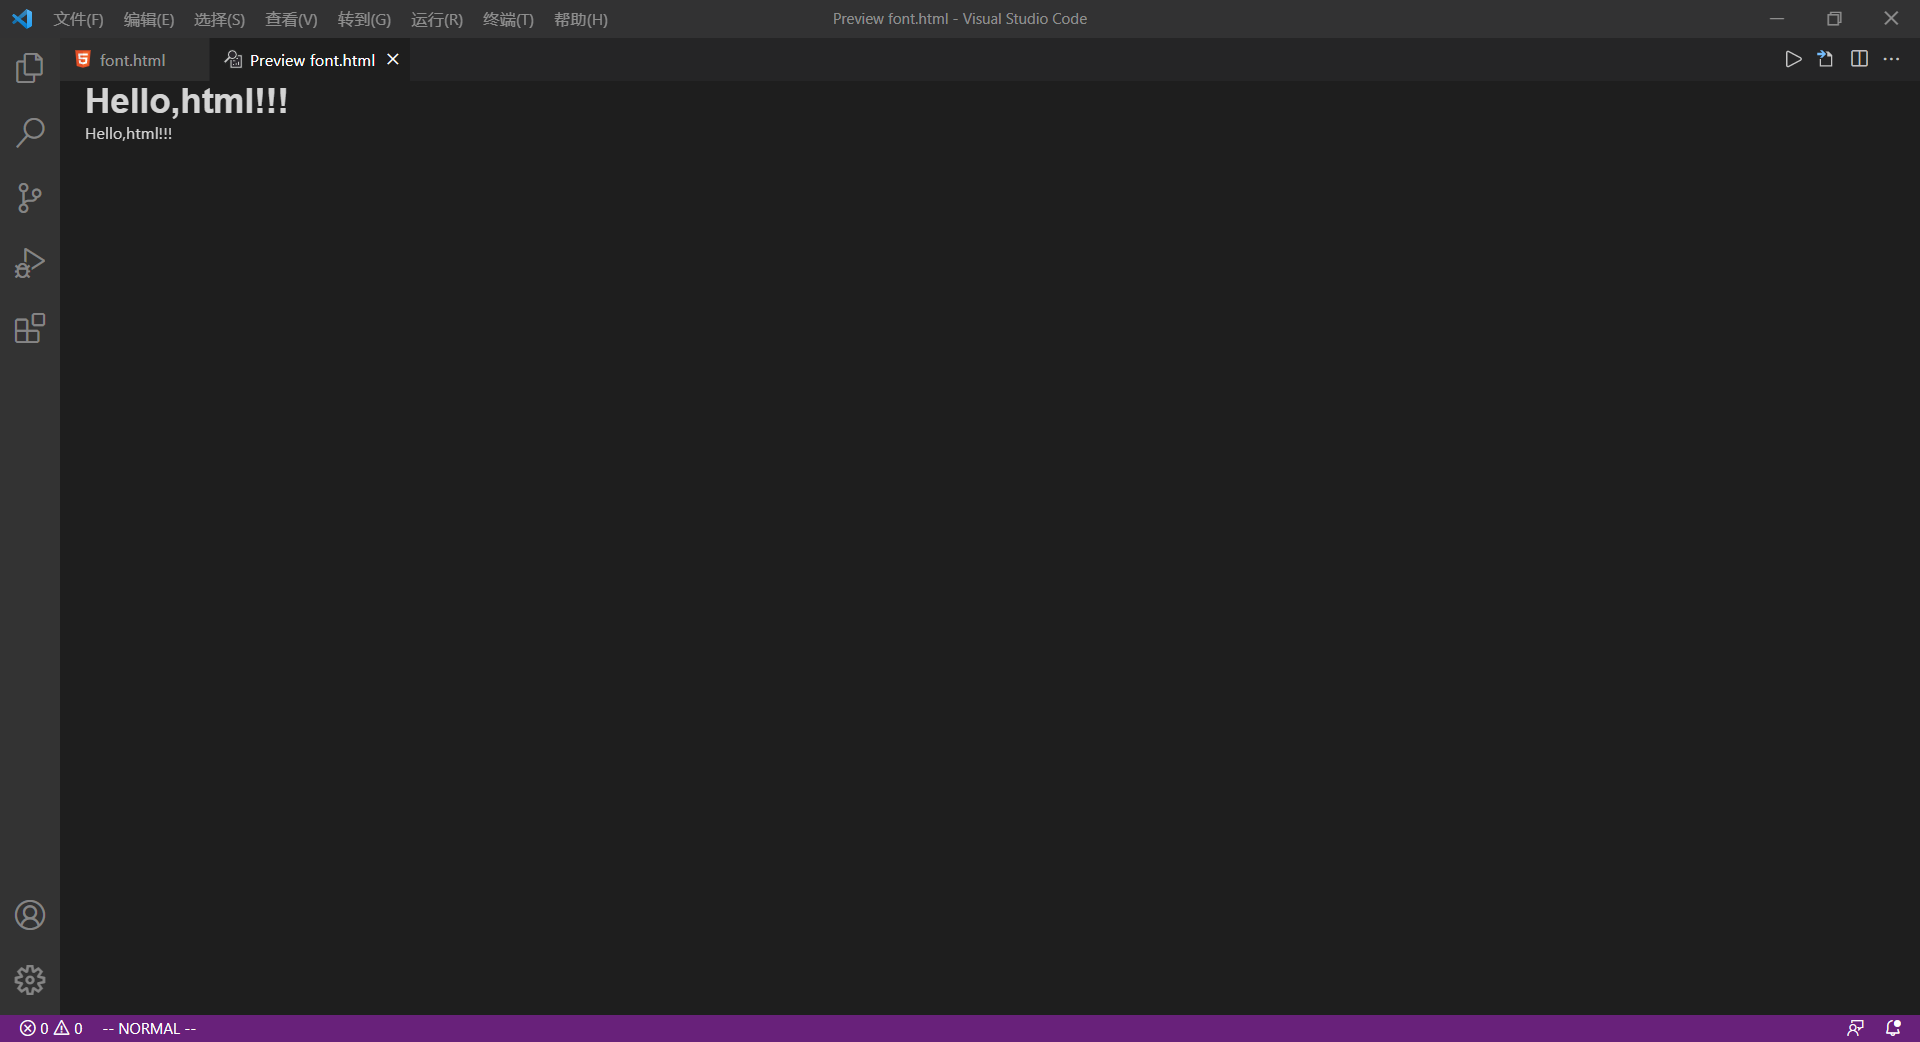 文件(F) 编辑(E) 选择(S) 查看(V) 转到(G) 运行(R) 终端(T) 帮助(H) Preview font.html - Visual Studio Code
font.html Preview font.html
Hello,html!!!
Hello,html!!!
0 0 -- NORMAL --